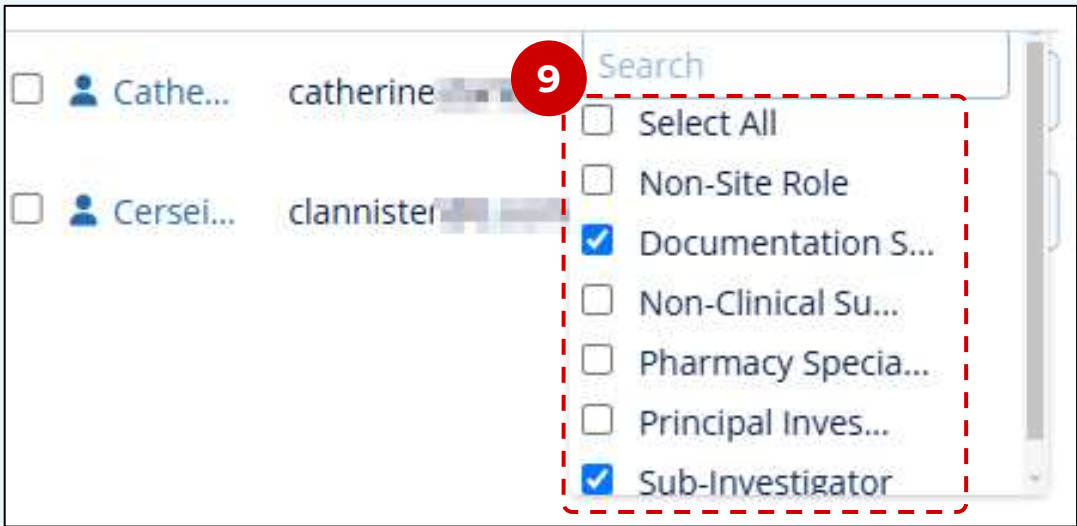 9
Search
Cathe... catherine
Select All
Non-Site Role
Cersei... clannister
Documentation S...
Non-Clinical Su...
Pharmacy Specia...
Principal Inves...
Sub-Investigator